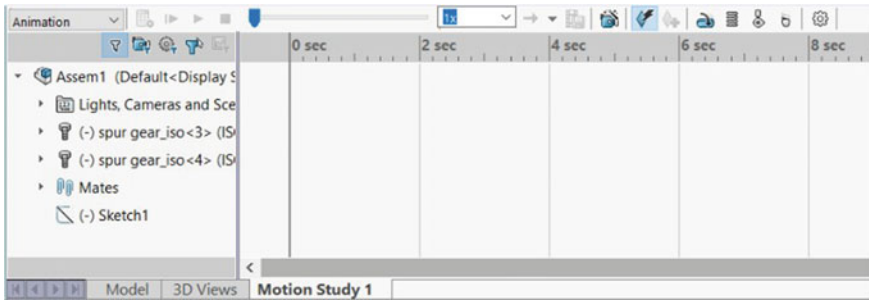 Animation 1x
0 sec 2 sec 4 sec 6 sec 8 sec
Assem1 (Default<Display S
Lights, Cameras and Sce
(-) spur gear_iso<3> (IS
(-) spur gear_iso<4> (IS
Mates
(-) Sketch1
Model 3D Views Motion Study 1